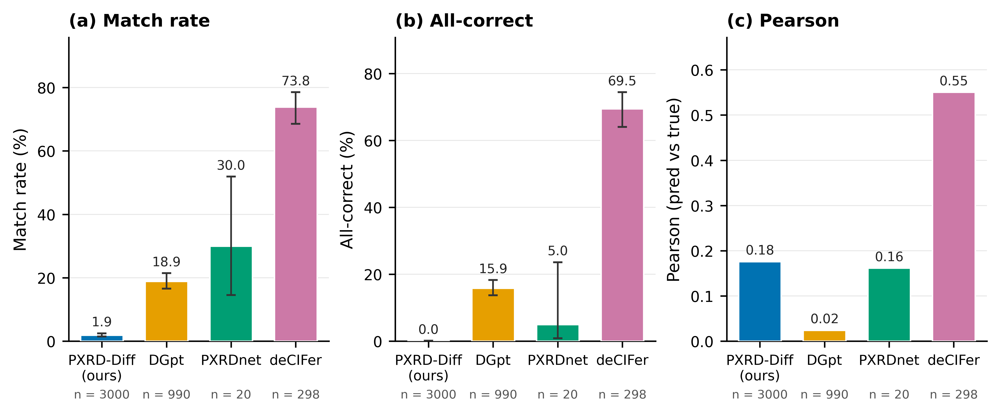 (a) Match rate
Match rate (%)
80
60
40
20
0
1.9
18.9
30.0
73.8
PXRD-Diff (ours)
DGpt
PXRDnet
deCIFer
n = 3000
n = 990
n = 20
n = 298
(b) All-correct
All-correct (%)
80
60
40
20
0
0.0
15.9
5.0
69.5
PXRD-Diff (ours)
DGpt
PXRDnet
deCIFer
n = 3000
n = 990
n = 20
n = 298
(c) Pearson
Pearson (pred vs true)
0.6
0.5
0.4
0.3
0.2
0.1
0.0
0.18
0.02
0.16
0.55
PXRD-Diff (ours)
DGpt
PXRDnet
deCIFer
n = 3000
n = 990
n = 20
n = 298